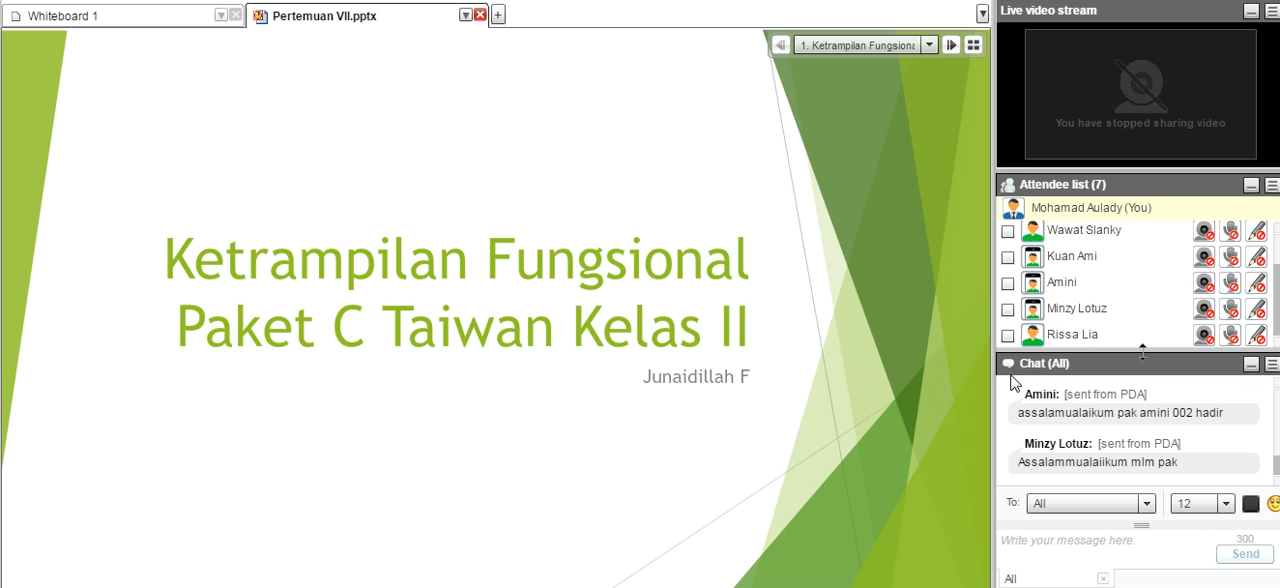 Whiteboard 1
Pertemuan VII.pptx
1. Ketrampilan Fungsiona
Ketrampilan Fungsional
Paket C Taiwan Kelas II
Junaidillah F
Live video stream
You have stopped sharing video
Attendee list (7)
Mohamad Aulady (You)
Wawat Slanky
Kuan Ami
Amini
Minzy Lotuz
Rissa Lia
Chat (All)
Amini: [sent from PDA]
assalamualaikum pak amini 002 hadir
Minzy Lotuz: [sent from PDA]
Assalammualaiikum mlm pak
To: All 12
Write your message here.
300
Send
All